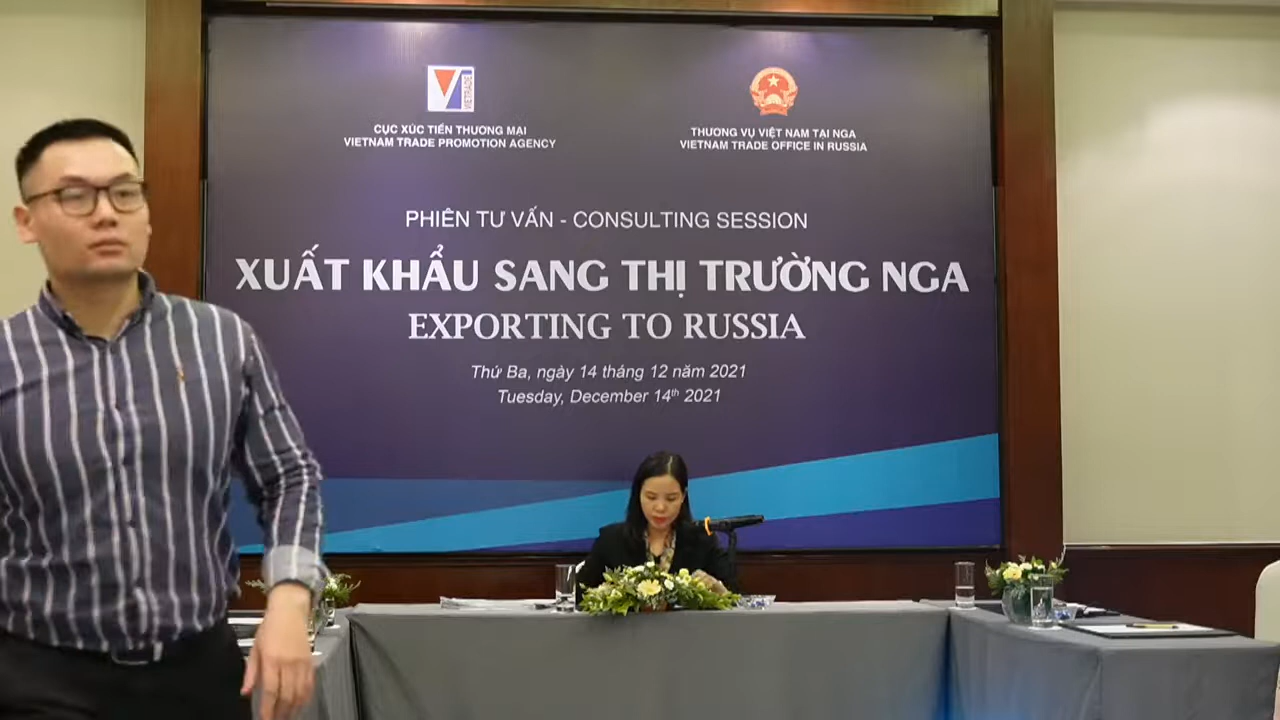 VIETRADE
CỤC XÚC TIẾN THƯƠNG MẠI
VIETNAM TRADE PROMOTION AGENCY
THƯƠNG VỤ VIỆT NAM TẠI NGA
VIETNAM TRADE OFFICE IN RUSSIA
PHIÊN TƯ VẤN - CONSULTING SESSION
XUẤT KHẨU SANG THỊ TRƯỜNG NGA
EXPORTING TO RUSSIA
Thứ Ba, ngày 14 tháng 12 năm 2021
Tuesday, December 14th 2021